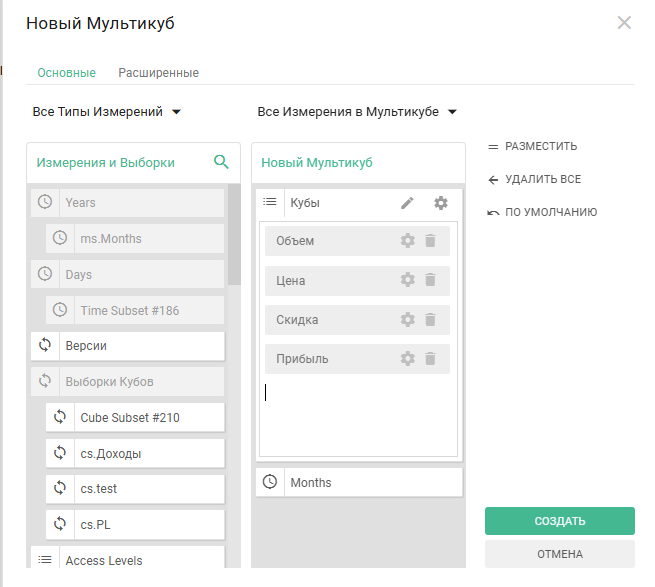 Новый Мультикуб
Основные Расширенные
Все Типы Измерений
Все Измерения в Мультикубе
Измерения и Выборки
Years
ms.Months
Days
Time Subset #186
Версии
Выборки Кубов
Cube Subset #210
cs.Доходы
cs.test
cs.PL
Access Levels
Новый Мультикуб
Кубы
Объем
Цена
Скидка
Прибыль
Months
РАЗМЕСТИТЬ
УДАЛИТЬ ВСЕ
ПО УМОЛЧАНИЮ
СОЗДАТЬ
ОТМЕНА